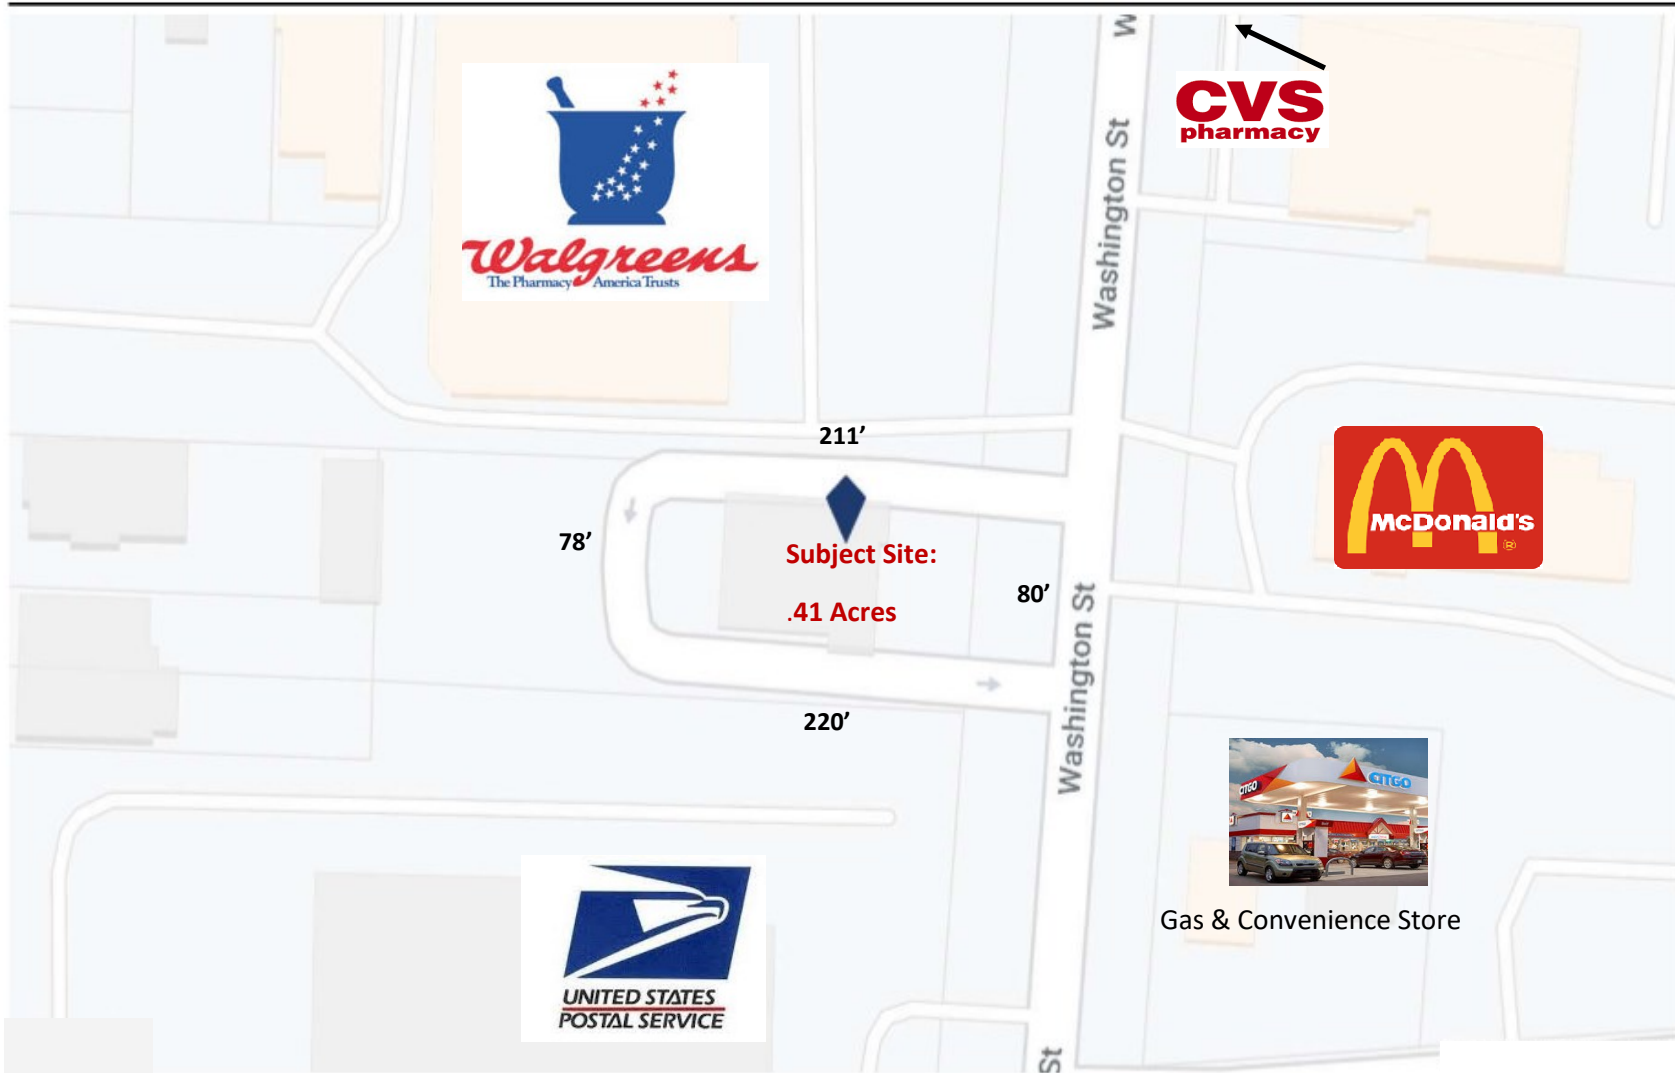 W
CVS
pharmacy
Washington St
Walgreens
The Pharmacy America Trusts
211’
McDonald's
®
78’
Subject Site:
.41 Acres
80’
Washington St
220’
CITGO
CITGO
Gas & Convenience Store
UNITED STATES
POSTAL SERVICE
St